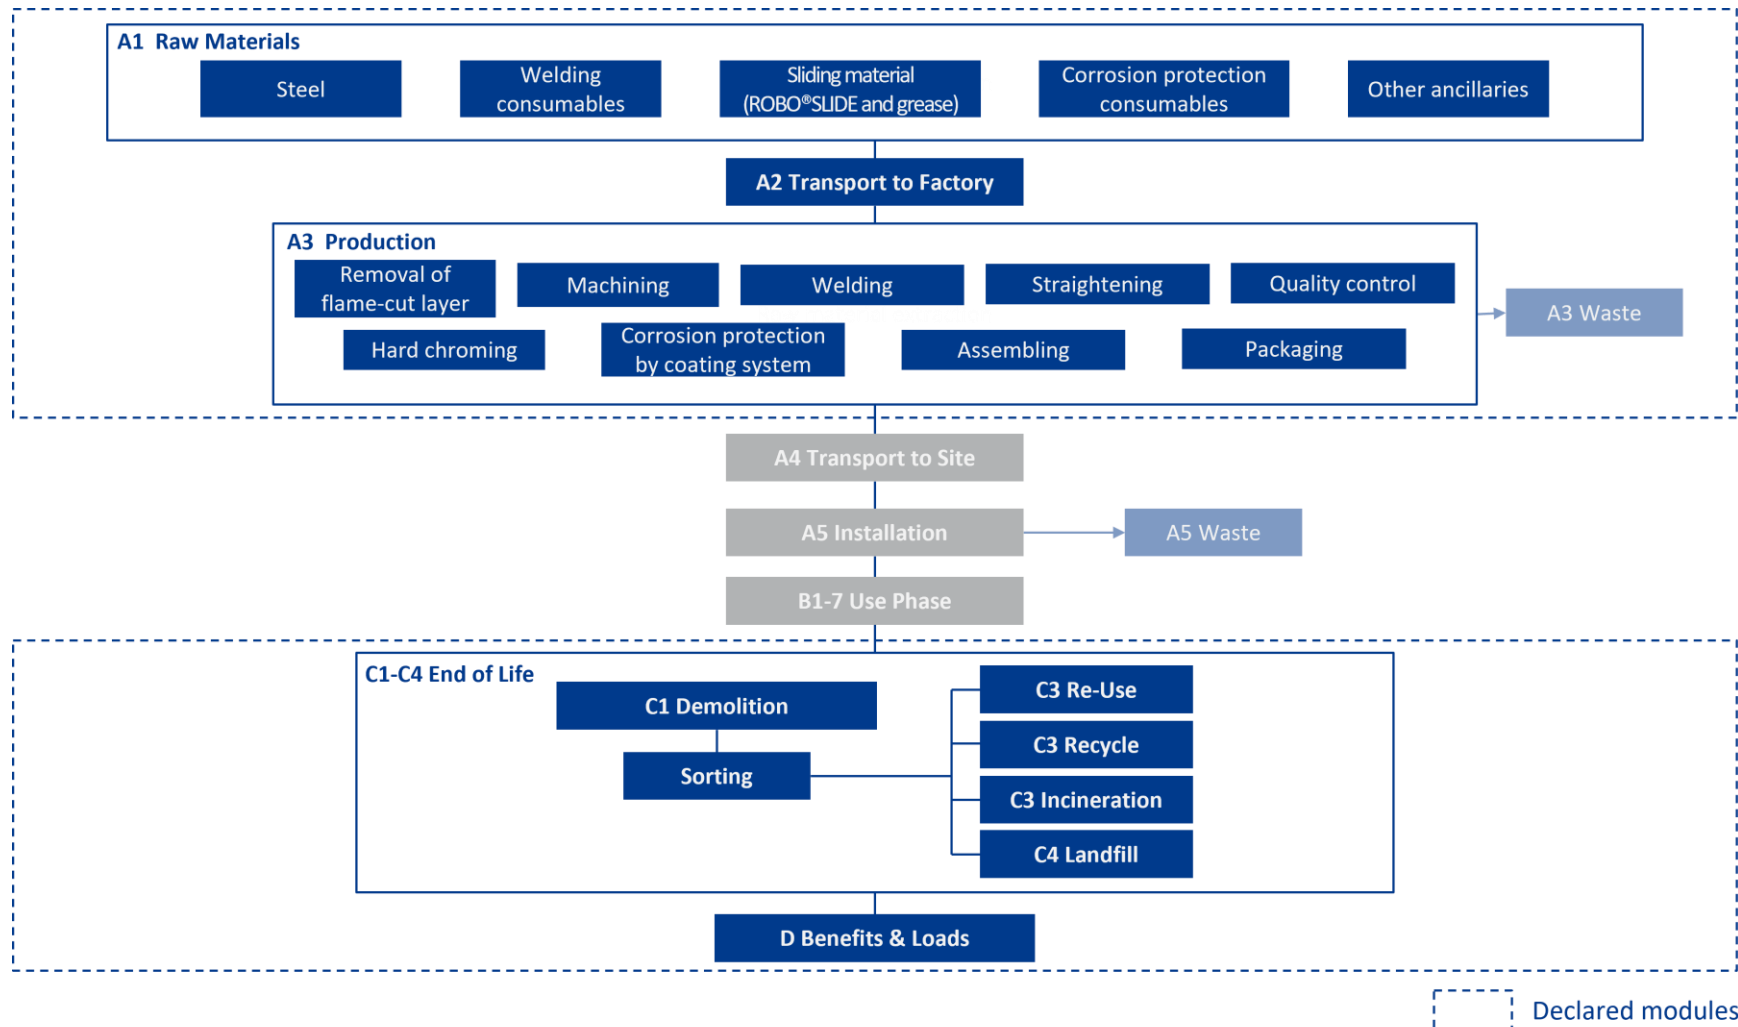 A1 Raw Materials
Steel
Welding
consumables
Sliding material
(ROBO®SLIDE and grease)
Corrosion protection
consumables
Other ancillaries
A2 Transport to Factory
A3 Production
Removal of
flame-cut layer
Machining
Welding
Straightening
Quality control
Hard chroming
Corrosion protection
by coating system
Assembling
Packaging
A3 Waste
A4 Transport to Site
A5 Installation
A5 Waste
B1-7 Use Phase
C1-C4 End of Life
C1 Demolition
Sorting
C3 Re-Use
C3 Recycle
C3 Incineration
C4 Landfill
D Benefits & Loads
Declared modules